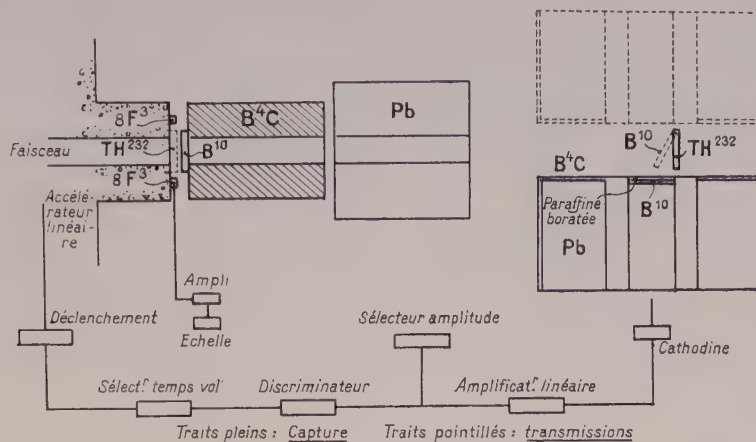 8F³
B⁴C
Pb
Faisceau
TH²³²
B¹⁰
8F³
Accélé-
rateur
linéai-
re
B¹⁰
TH²³²
B⁴C
Paraffine
boratée
B¹⁰
Pb
Ampli
Echelle
Déclenchement
Sélecteur amplitude
Cathodine
Sélectʳ temps vol
Discriminateur
Amplificatʳ linéaire
Traits pleins : Capture Traits pointillés : transmissions